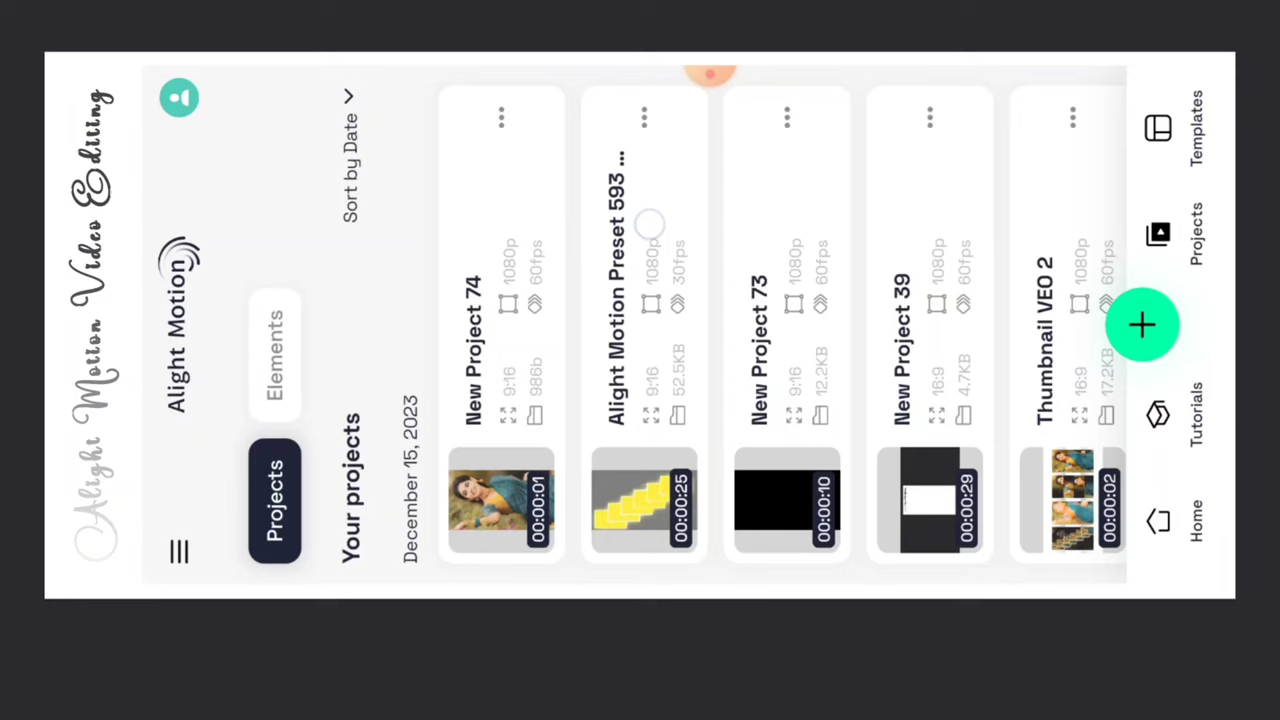 Alight Motion Video Editing
Alight Motion
Projects
Elements
Your projects
Sort by Date
December 15, 2023
New Project 74
9:16 1080p
986b 60fps
00:00:01
Alight Motion Preset 593 ...
9:16 1080p
52.5KB 30fps
00:00:25
New Project 73
9:16 1080p
12.2KB 60fps
00:00:10
New Project 39
16:9 1080p
4.7KB 60fps
00:00:29
Thumbnail VEO 2
16:9 1080p
17.2KB 60fps
00:00:02
Home
Tutorials
Projects
Templates